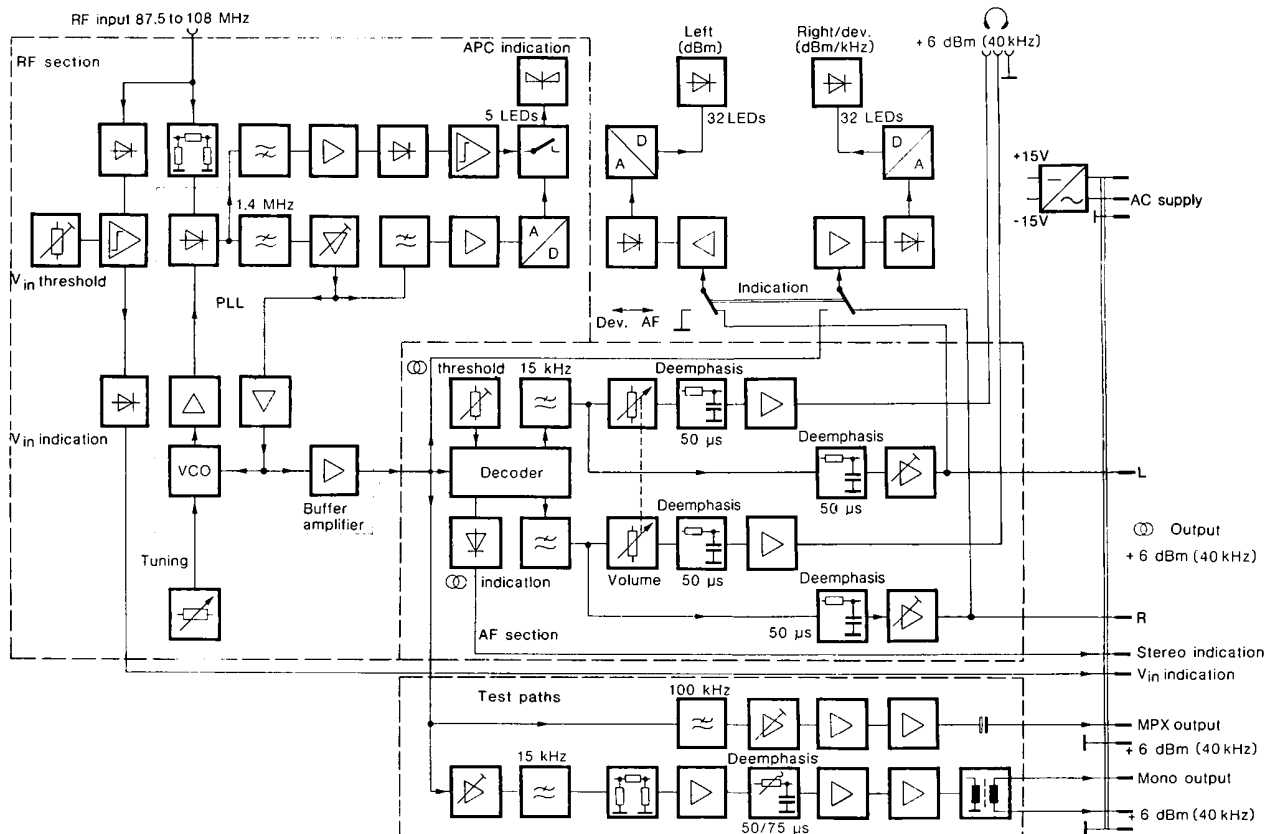 RF input 87.5 to 108 MHz
RF section
APC indication
5 LEDs
Left
(dBm)
32 LEDs
Right/dev.
(dBm/kHz)
32 LEDs
+ 6 dBm (40 kHz)
D
A
D
A
+15V
-15V
AC supply
1.4 MHz
A
D
Vin threshold
PLL
Indication
Dev. AF
threshold
15 kHz
Deemphasis
50 µs
Vin indication
VCO
Buffer
amplifier
Decoder
Deemphasis
50 µs
L
Deemphasis
50 µs
Output
+ 6 dBm (40 kHz)
Tuning
indication
Volume
Deemphasis
50 µs
R
AF section
Stereo indication
Vin indication
Test paths
100 kHz
MPX output
+ 6 dBm (40 kHz)
15 kHz
Deemphasis
50/75 µs
Mono output
+ 6 dBm (40 kHz)